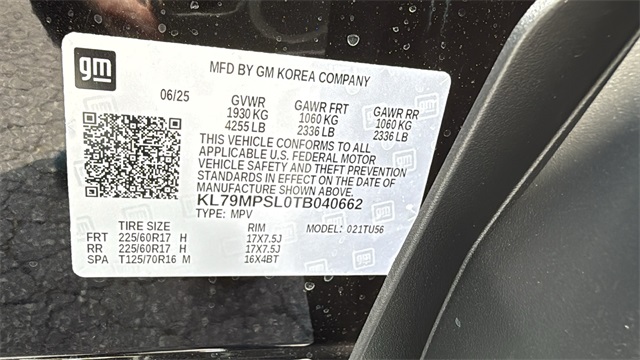 gm
MFD BY GM KOREA COMPANY
06/25
GVWR GAWR FRT GAWR RR
1930 KG 1060 KG 1060 KG
4255 LB 2336 LB 2336 LB
THIS VEHICLE CONFORMS TO ALL
APPLICABLE U.S. FEDERAL MOTOR
VEHICLE SAFETY AND THEFT PREVENTION
STANDARDS IN EFFECT ON THE DATE OF
MANUFACTURE SHOWN ABOVE.
KL79MPSL0TB040662
TYPE: MPV
TIRE SIZE RIM MODEL: 021TU56
FRT 225/60R17 H 17X7.5J
RR 225/60R17 H 17X7.5J
SPA T125/70R16 M 16X4BT